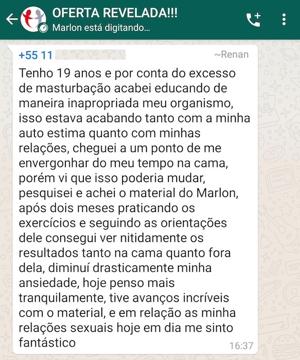 OFERTA REVELADA!!!
Marlon está digitando...
+55 11
~Renan
Tenho 19 anos e por conta do excesso
de masturbação acabei educando de
maneira inapropriada meu organismo,
isso estava acabando tanto com a minha
auto estima quanto com minhas
relações, cheguei a um ponto de me
envergonhar do meu tempo na cama,
porém vi que isso poderia mudar,
pesquisei e achei o material do Marlon,
após dois meses praticando os
exercícios e seguindo as orientações
dele consegui ver nitidamente os
resultados tanto na cama quanto fora
dela, diminuí drasticamente minha
ansiedade, hoje penso mais
tranquilamente, tive avanços incríveis
com o material, e em relação as minha
relações sexuais hoje em dia me sinto
fantástico
16:37